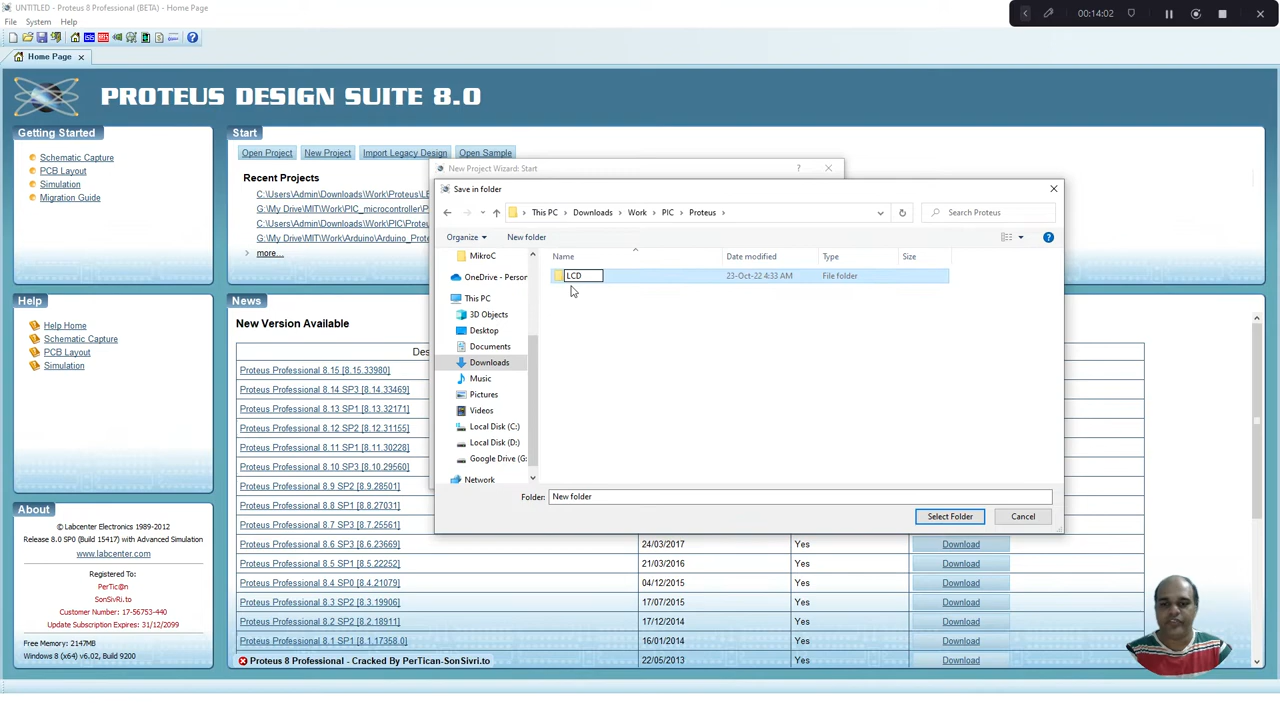 UNTITLED - Proteus 8 Professional (BETA) - Home Page
00:14:02
File System Help
Home Page
PROTEUS DESIGN SUITE 8.0
Getting Started
Schematic Capture
PCB Layout
Simulation
Migration Guide
Start
Open Project New Project Import Legacy Design Open Sample
Recent Projects
C:\Users\Admin\Downloads\Work\Proteus\LE
G:\My Drive\MIT\Work\PIC_microcontroller\P
C:\Users\Admin\Downloads\Work\PIC\Proteu
G:\My Drive\MIT\Work\Arduino\Arduino_Prote
more...
New Project Wizard: Start
?
Save in folder
This PC > Downloads > Work > PIC > Proteus >
Search Proteus
Organize New folder
Name Date modified Type Size
LCD 23-Oct-22 4:33 AM File folder
MikroC
OneDrive - Person
This PC
3D Objects
Desktop
Documents
Downloads
Music
Pictures
Videos
Local Disk (C:)
Local Disk (D:)
Google Drive (G:
Network
Folder: New folder
Select Folder Cancel
Help
Help Home
Schematic Capture
PCB Layout
Simulation
News
New Version Available
Des
Proteus Professional 8.15 [8.15.33980]
Proteus Professional 8.14 SP3 [8.14.33469]
Proteus Professional 8.13 SP1 [8.13.32171]
Proteus Professional 8.12 SP2 [8.12.31155]
Proteus Professional 8.11 SP1 [8.11.30228]
Proteus Professional 8.10 SP3 [8.10.29560]
Proteus Professional 8.9 SP2 [8.9.28501]
Proteus Professional 8.8 SP1 [8.8.27031]
Proteus Professional 8.7 SP3 [8.7.25561]
Proteus Professional 8.6 SP3 [8.6.23669] 24/03/2017 Yes Download
Proteus Professional 8.5 SP1 [8.5.22252] 21/03/2016 Yes Download
Proteus Professional 8.4 SP0 [8.4.21079] 04/12/2015 Yes Download
Proteus Professional 8.3 SP2 [8.3.19906] 17/07/2015 Yes Download
Proteus Professional 8.2 SP2 [8.2.18911] 17/12/2014 Yes Download
Proteus Professional 8.1 SP1 [8.1.17358.0] 16/01/2014 Yes Download
Proteus 8 Professional - Cracked By PerTican-SonSivri.to 22/05/2013 Yes Download
About
© Labcenter Electronics 1989-2012
Release 8.0 SP0 (Build 15417) with Advanced Simulation
www.labcenter.com
Registered To:
PerTic@n
SonSivRi.to
Customer Number: 17-56753-440
Update Subscription Expires: 31/12/2099
Free Memory: 2147MB
Windows 8 (x64) v6.02, Build 9200